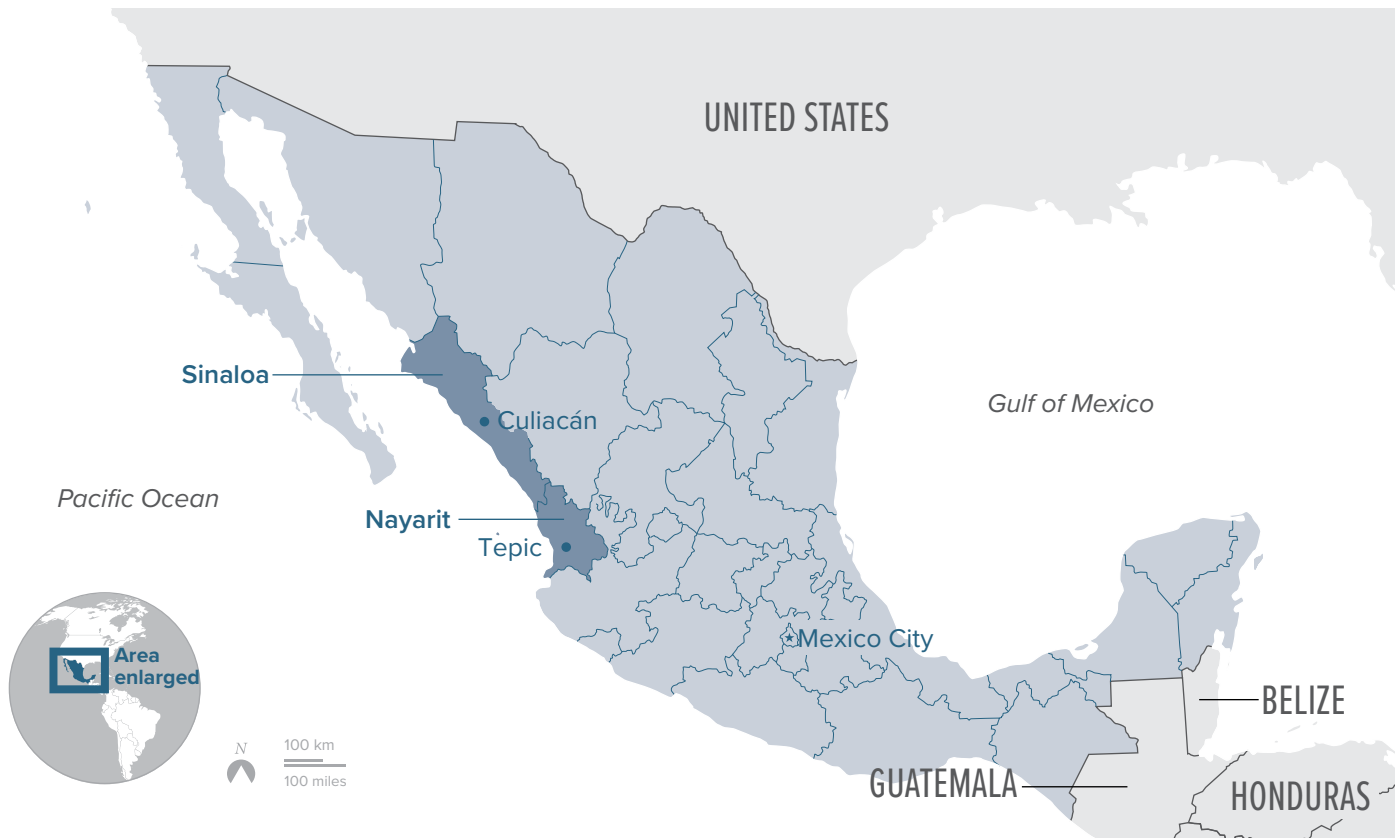 UNITED STATES
Sinaloa
Gulf of Mexico
Culiacán
Pacific Ocean
Nayarit
Tepic
Mexico City
Area
enlarged
BELIZE
N
100 km
100 miles
GUATEMALA
HONDURAS